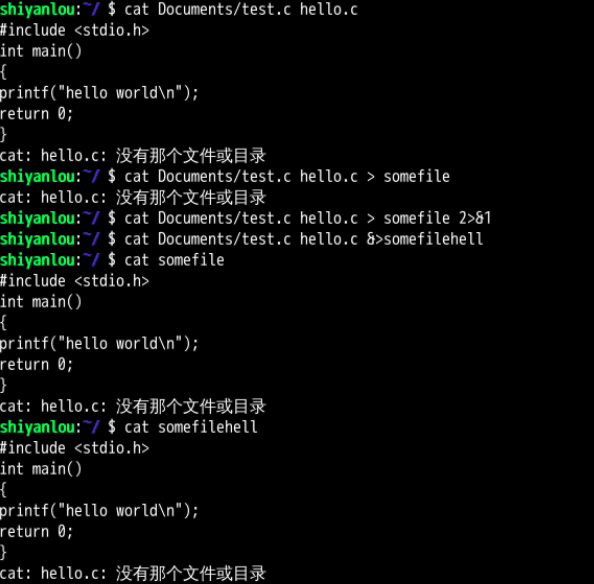 shiyanlou:~/ $ cat Documents/test.c hello.c
#include <stdio.h>
int main()
{
printf("hello world\n");
return 0;
}
cat: hello.c: 没有那个文件或目录
shiyanlou:~/ $ cat Documents/test.c hello.c > somefile
cat: hello.c: 没有那个文件或目录
shiyanlou:~/ $ cat Documents/test.c hello.c > somefile 2>&1
shiyanlou:~/ $ cat Documents/test.c hello.c &>somefilehell
shiyanlou:~/ $ cat somefile
#include <stdio.h>
int main()
{
printf("hello world\n");
return 0;
}
cat: hello.c: 没有那个文件或目录
shiyanlou:~/ $ cat somefilehell
#include <stdio.h>
int main()
{
printf("hello world\n");
return 0;
}
cat: hello.c: 没有那个文件或目录